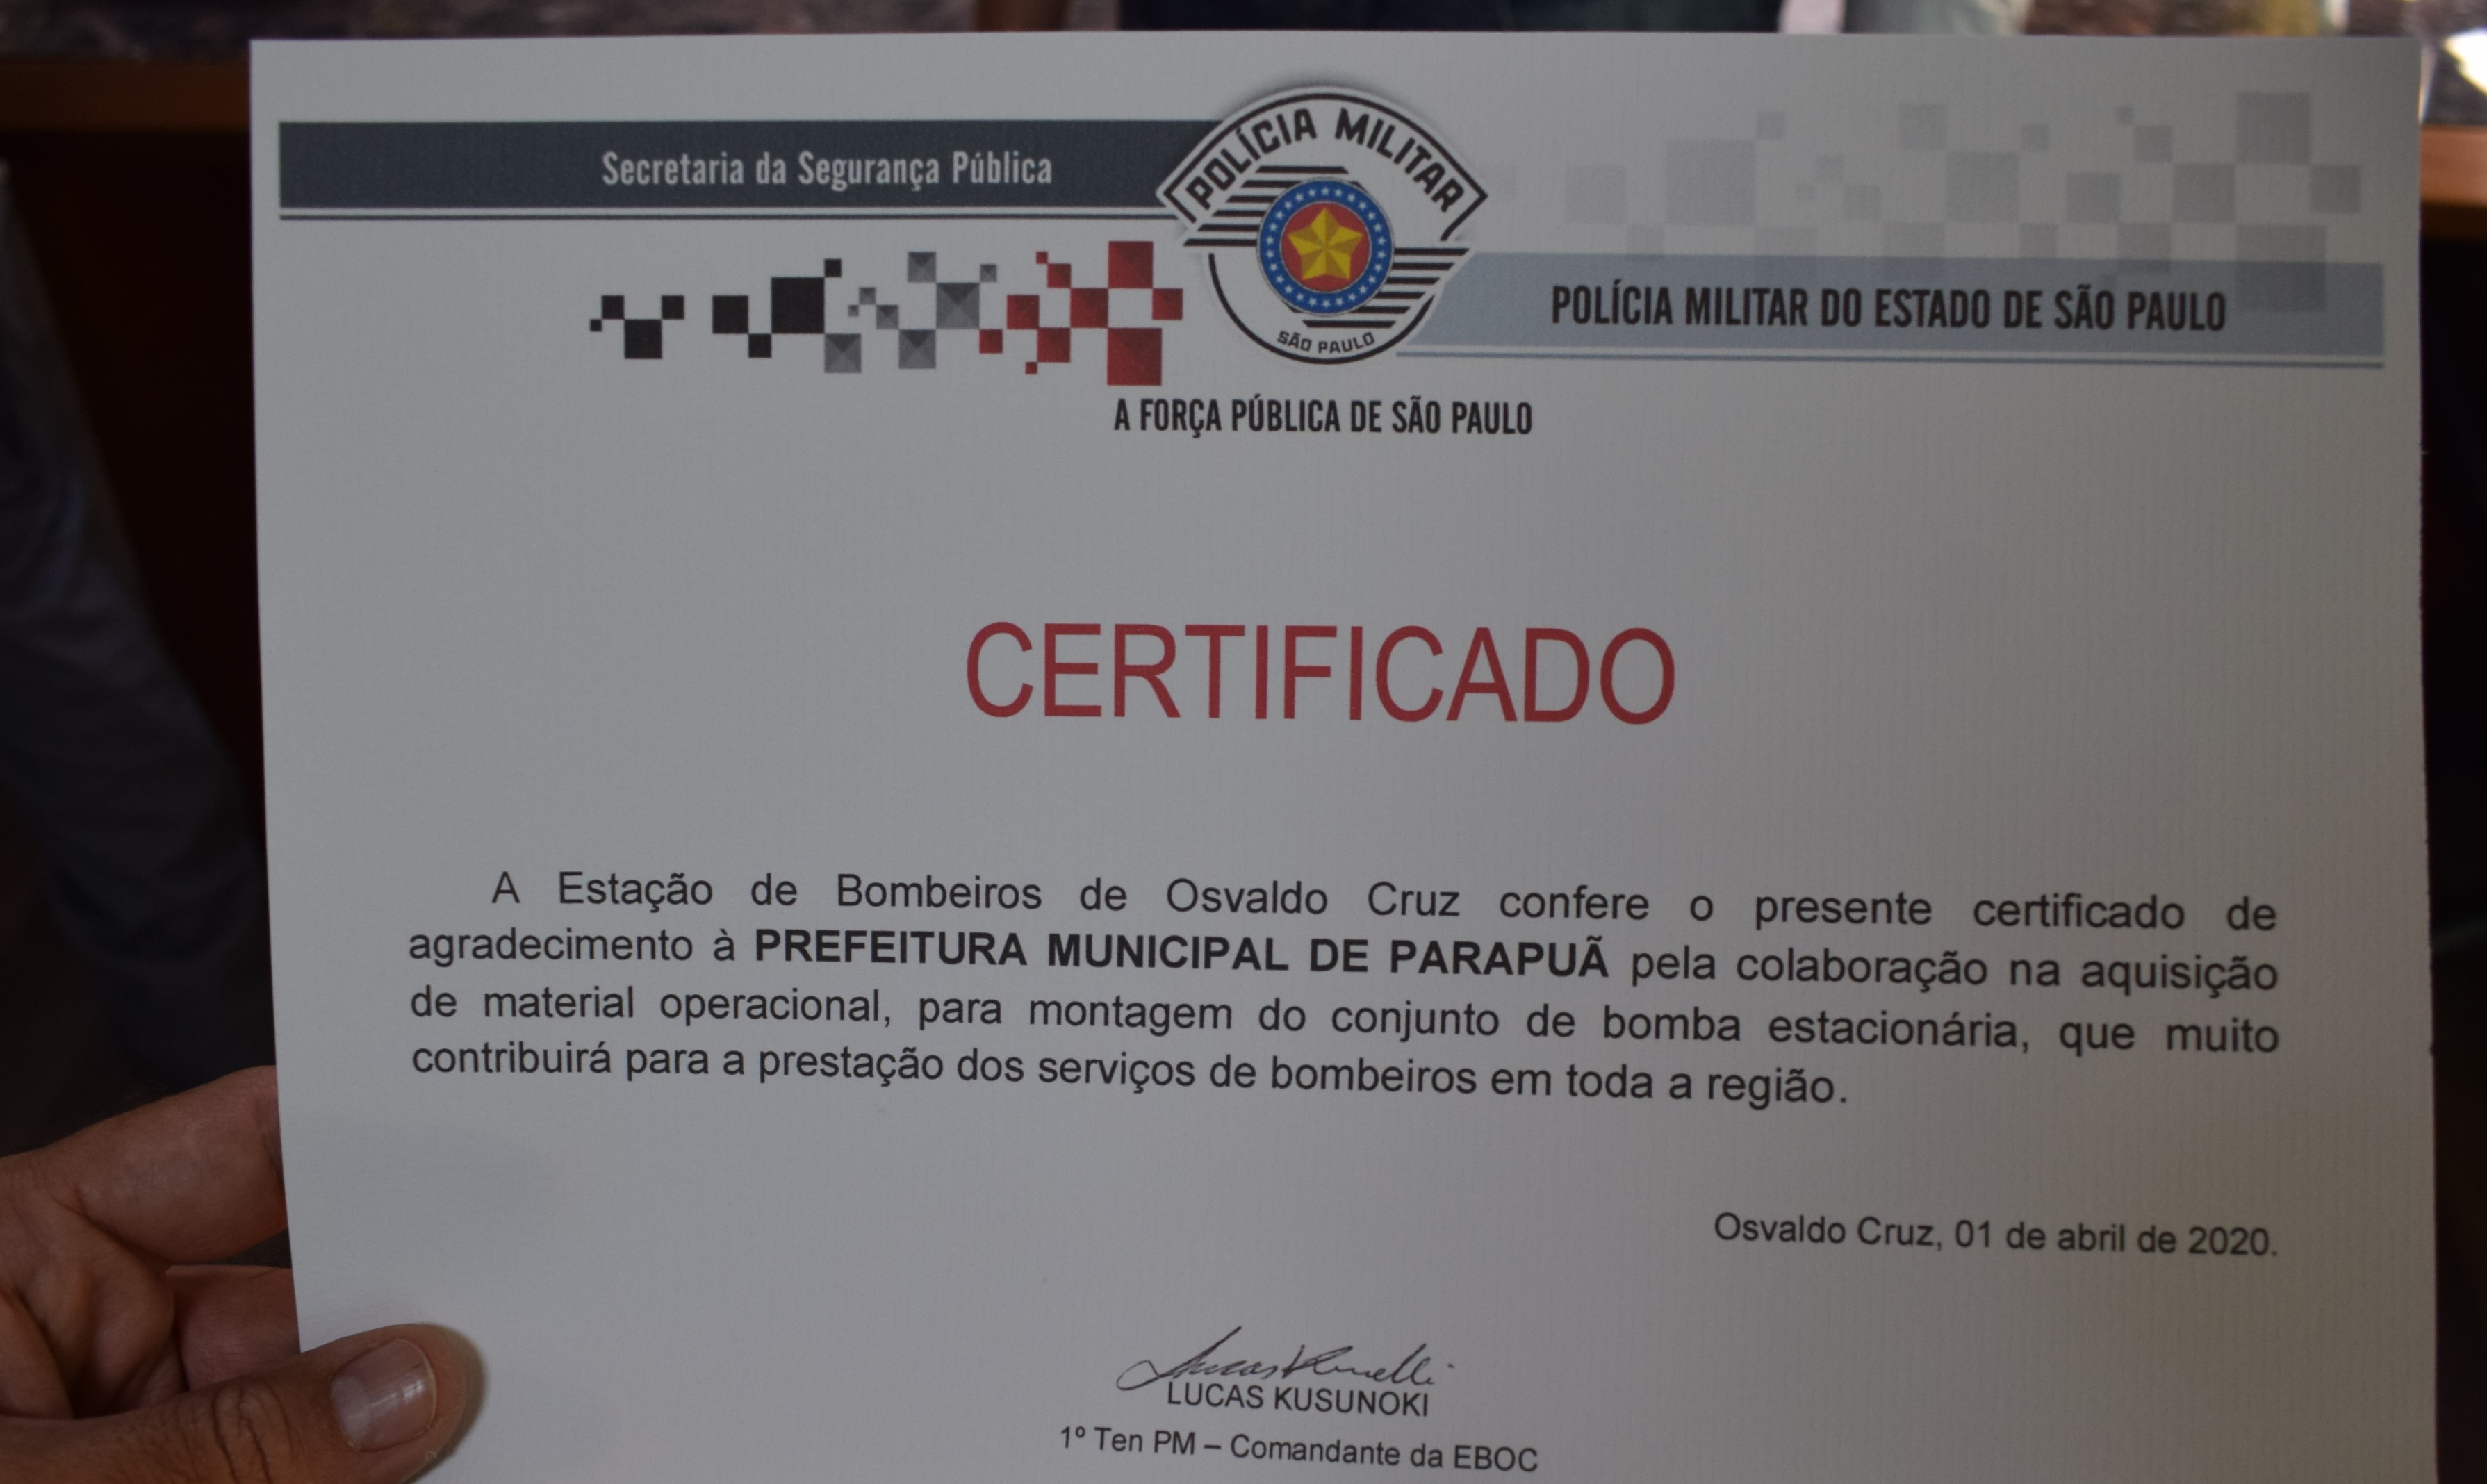 Secretaria da Segurança Pública
POLÍCIA MILITAR
SÃO PAULO
POLÍCIA MILITAR DO ESTADO DE SÃO PAULO
A FORÇA PÚBLICA DE SÃO PAULO
CERTIFICADO
A Estação de Bombeiros de Osvaldo Cruz confere o presente certificado de
agradecimento à PREFEITURA MUNICIPAL DE PARAPUÃ pela colaboração na aquisição
de material operacional, para montagem do conjunto de bomba estacionária, que muito
contribuirá para a prestação dos serviços de bombeiros em toda a região.
Osvaldo Cruz, 01 de abril de 2020.
LUCAS KUSUNOKI
1º Ten PM – Comandante da EBOC